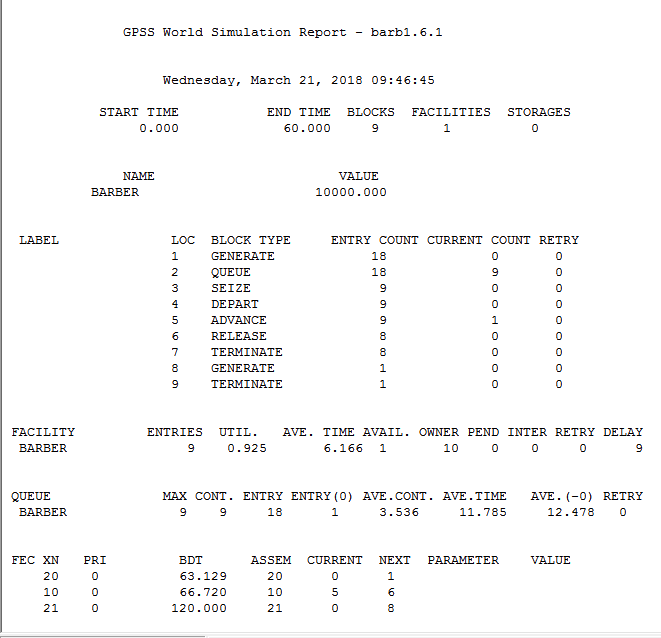 GPSS World Simulation Report - barb1.6.1
Wednesday, March 21, 2018 09:46:45
START TIME END TIME BLOCKS FACILITIES STORAGES
0.000 60.000 9 1 0
NAME VALUE
BARBER 10000.000
LABEL LOC BLOCK TYPE ENTRY COUNT CURRENT COUNT RETRY
1 GENERATE 18 0 0
2 QUEUE 18 9 0
3 SEIZE 9 0 0
4 DEPART 9 0 0
5 ADVANCE 9 1 0
6 RELEASE 8 0 0
7 TERMINATE 8 0 0
8 GENERATE 1 0 0
9 TERMINATE 1 0 0
FACILITY ENTRIES UTIL. AVE. TIME AVAIL. OWNER PEND INTER RETRY DELAY
BARBER 9 0.925 6.166 1 10 0 0 0 9
QUEUE MAX CONT. ENTRY ENTRY(0) AVE.CONT. AVE.TIME AVE.(-0) RETRY
BARBER 9 9 18 1 3.536 11.785 12.478 0
FEC XN PRI BDT ASSEM CURRENT NEXT PARAMETER VALUE
20 0 63.129 20 0 1
10 0 66.720 10 5 6
21 0 120.000 21 0 8